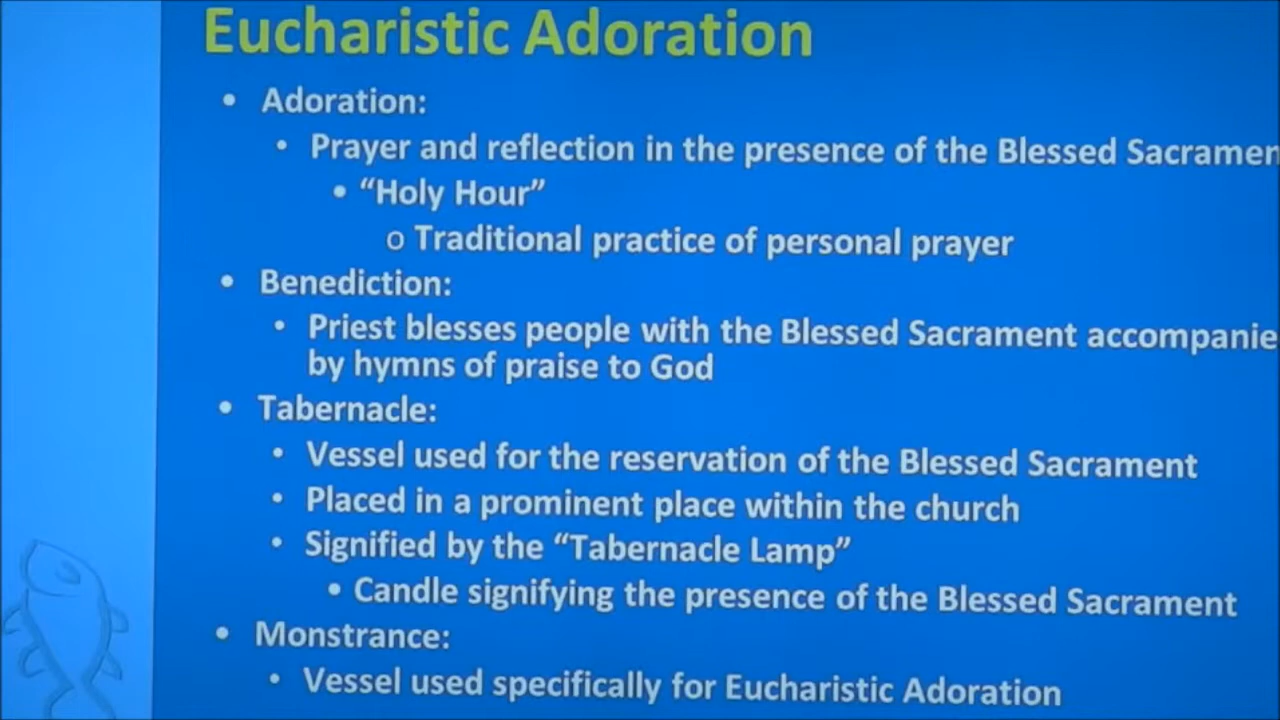 Eucharistic Adoration
• Adoration:
• Prayer and reflection in the presence of the Blessed Sacramen
• “Holy Hour”
o Traditional practice of personal prayer
• Benediction:
• Priest blesses people with the Blessed Sacrament accompanie
by hymns of praise to God
• Tabernacle:
• Vessel used for the reservation of the Blessed Sacrament
• Placed in a prominent place within the church
• Signified by the “Tabernacle Lamp”
• Candle signifying the presence of the Blessed Sacrament
• Monstrance:
• Vessel used specifically for Eucharistic Adoration